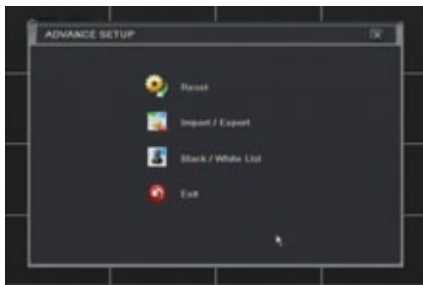 ADVANCE SETUP
Reset
Import / Export
Black / White List
Exit